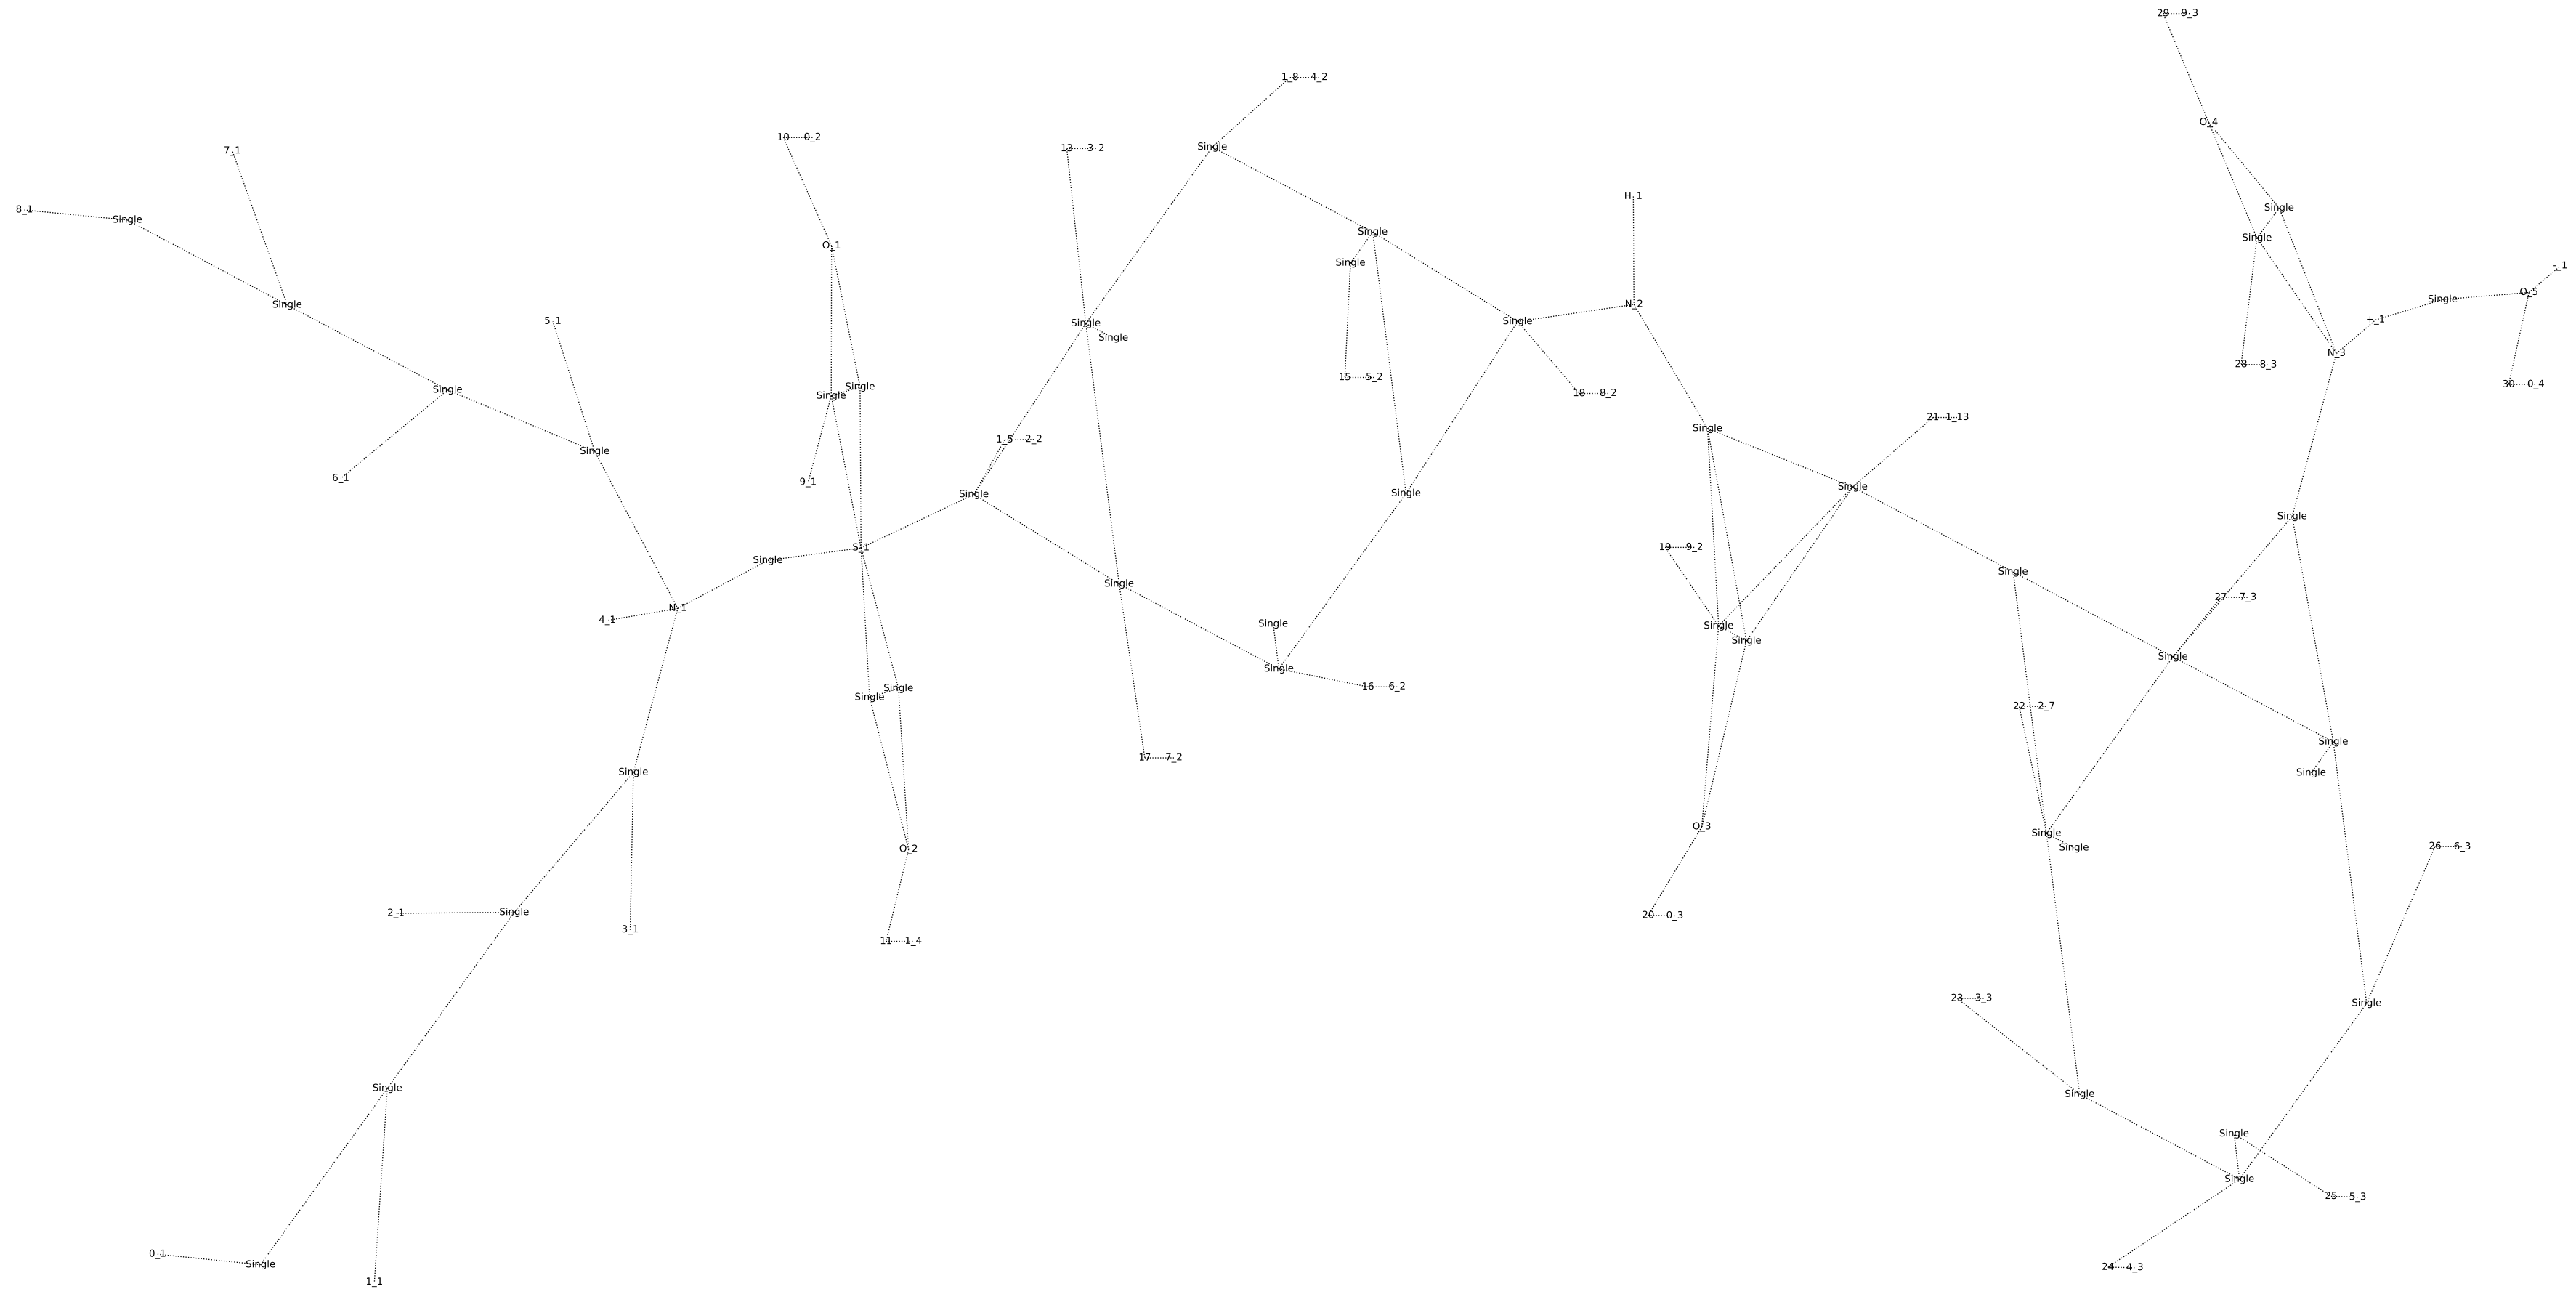 29 9_3
1_8 4_2
O_4
10 0_2
Single
13 3_2
7_1
H_1
Single
8_1
Single
Single
Single
O_1
Single
Single
-_1
O_5
Single
Single
N_2
+_1
5_1
Single
Single
Single
N_3
28 8_3
15 5_2
30 0_4
Single
Single
Single
18 8_2
21 1_13
Single
1_5 2_2
Single
6_1
9_1
Single
Single
Single
Single
S_1
19 9_2
Single
Single
Single
27 7_3
N_1
4_1
Single
Single
Single
Single
Single
16 6_2
Single
Single
22 2_7
Single
17 7_2
Single
Single
O_3
Single
26 6_3
Single
O_2
2_1
Single
20 0_3
3_1
11 1_4
23 3_3
Single
Single
Single
Single
Single
25 5_3
0_1
Single
24 4_3
1_1